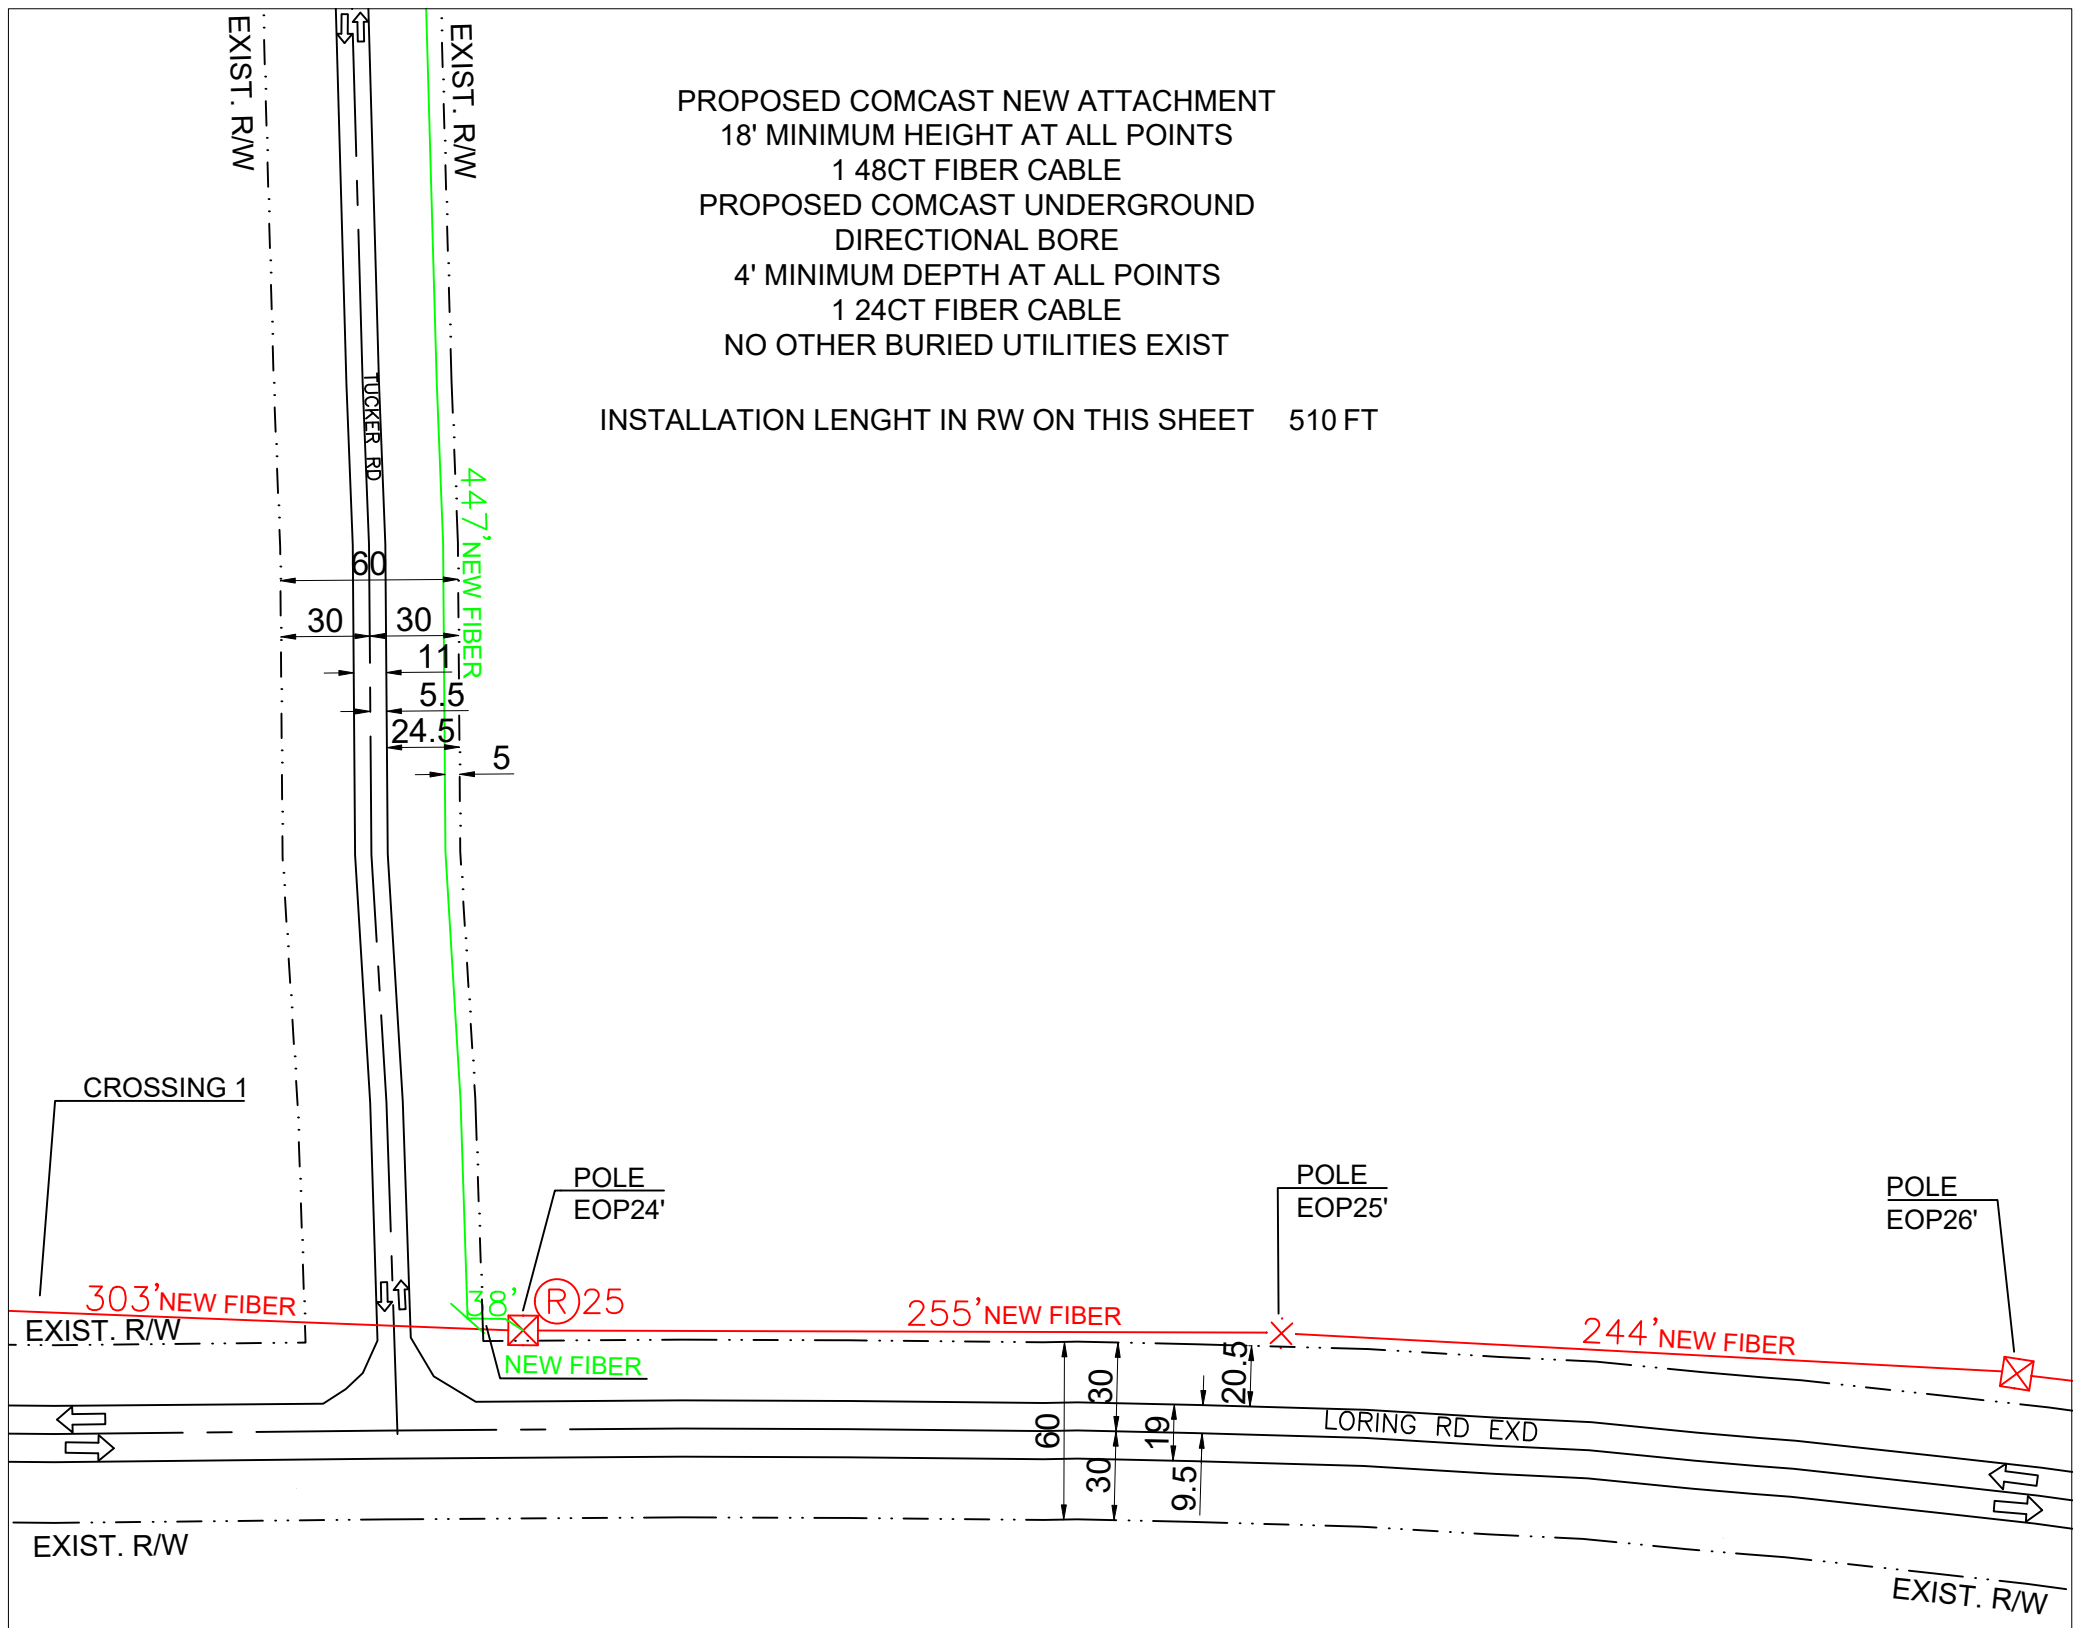 EXIST. R/W
EXIST. R/W
PROPOSED COMCAST NEW ATTACHMENT
18' MINIMUM HEIGHT AT ALL POINTS
1 48CT FIBER CABLE
PROPOSED COMCAST UNDERGROUND
DIRECTIONAL BORE
4' MINIMUM DEPTH AT ALL POINTS
1 24CT FIBER CABLE
NO OTHER BURIED UTILITIES EXIST
INSTALLATION LENGHT IN RW ON THIS SHEET 510 FT
TUCKER RD
447' NEW FIBER
60
30
30
11
5.5
24.5
5
CROSSING 1
POLE
EOP24'
POLE
EOP25'
POLE
EOP26'
303' NEW FIBER
38'
R 25
255' NEW FIBER
244' NEW FIBER
EXIST. R/W
NEW FIBER
60
30
30
19
9.5
20.5
LORING RD EXD
EXIST. R/W
EXIST. R/W